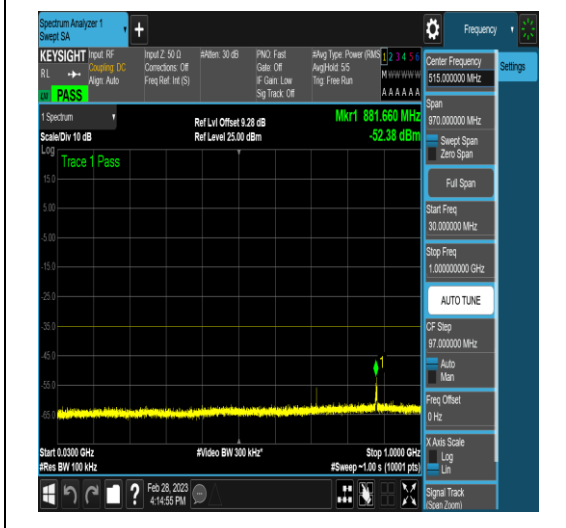 Spectrum Analyzer 1
Swept SA
+
Frequency
KEYSIGHT
RL
PASS
Input: RF
Coupling: DC
Align: Auto
Input Z: 50 Ω
Corrections: Off
Freq Ref: Int (S)
#Atten: 30 dB
PNO: Fast
Gate: Off
IF Gain: Low
Sig Track: Off
#Avg Type: Power (RMS
Avg|Hold: 5/5
Trig: Free Run
1 2 3 4 5 6
M W W W W W
A A A A A A
Center Frequency
515.000000 MHz
Settings
Span
970.000000 MHz
Swept Span
Zero Span
Full Span
Start Freq
30.000000 MHz
Stop Freq
1.000000000 GHz
AUTO TUNE
CF Step
97.000000 MHz
Auto
Man
Freq Offset
0 Hz
X Axis Scale
Log
Lin
Signal Track
(Span Zoom)
1 Spectrum
Scale/Div 10 dB
Log
Ref Lvl Offset 9.28 dB
Ref Level 25.00 dBm
Mkr1 881.660 MHz
-52.38 dBm
Trace 1 Pass
15.0
5.00
-5.00
-15.0
-25.0
-35.0
-45.0
-55.0
-65.0
1
Start 0.0300 GHz
#Res BW 100 kHz
#Video BW 300 kHz*
Stop 1.0000 GHz
#Sweep ~1.00 s (10001 pts)
?
Feb 28, 2023
4:14:55 PM